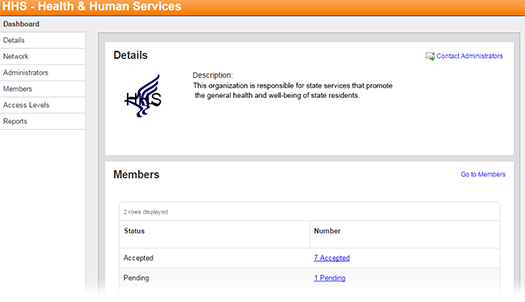 HHS - Health & Human Services
Dashboard
Details
Network
Administrators
Members
Access Levels
Reports
Details
Contact Administrators
HHS
Description:
This organization is responsible for state services that promote
the general health and well-being of state residents.
Members
Go to Members
2 rows displayed
Status Number
Accepted 7 Accepted
Pending 1 Pending